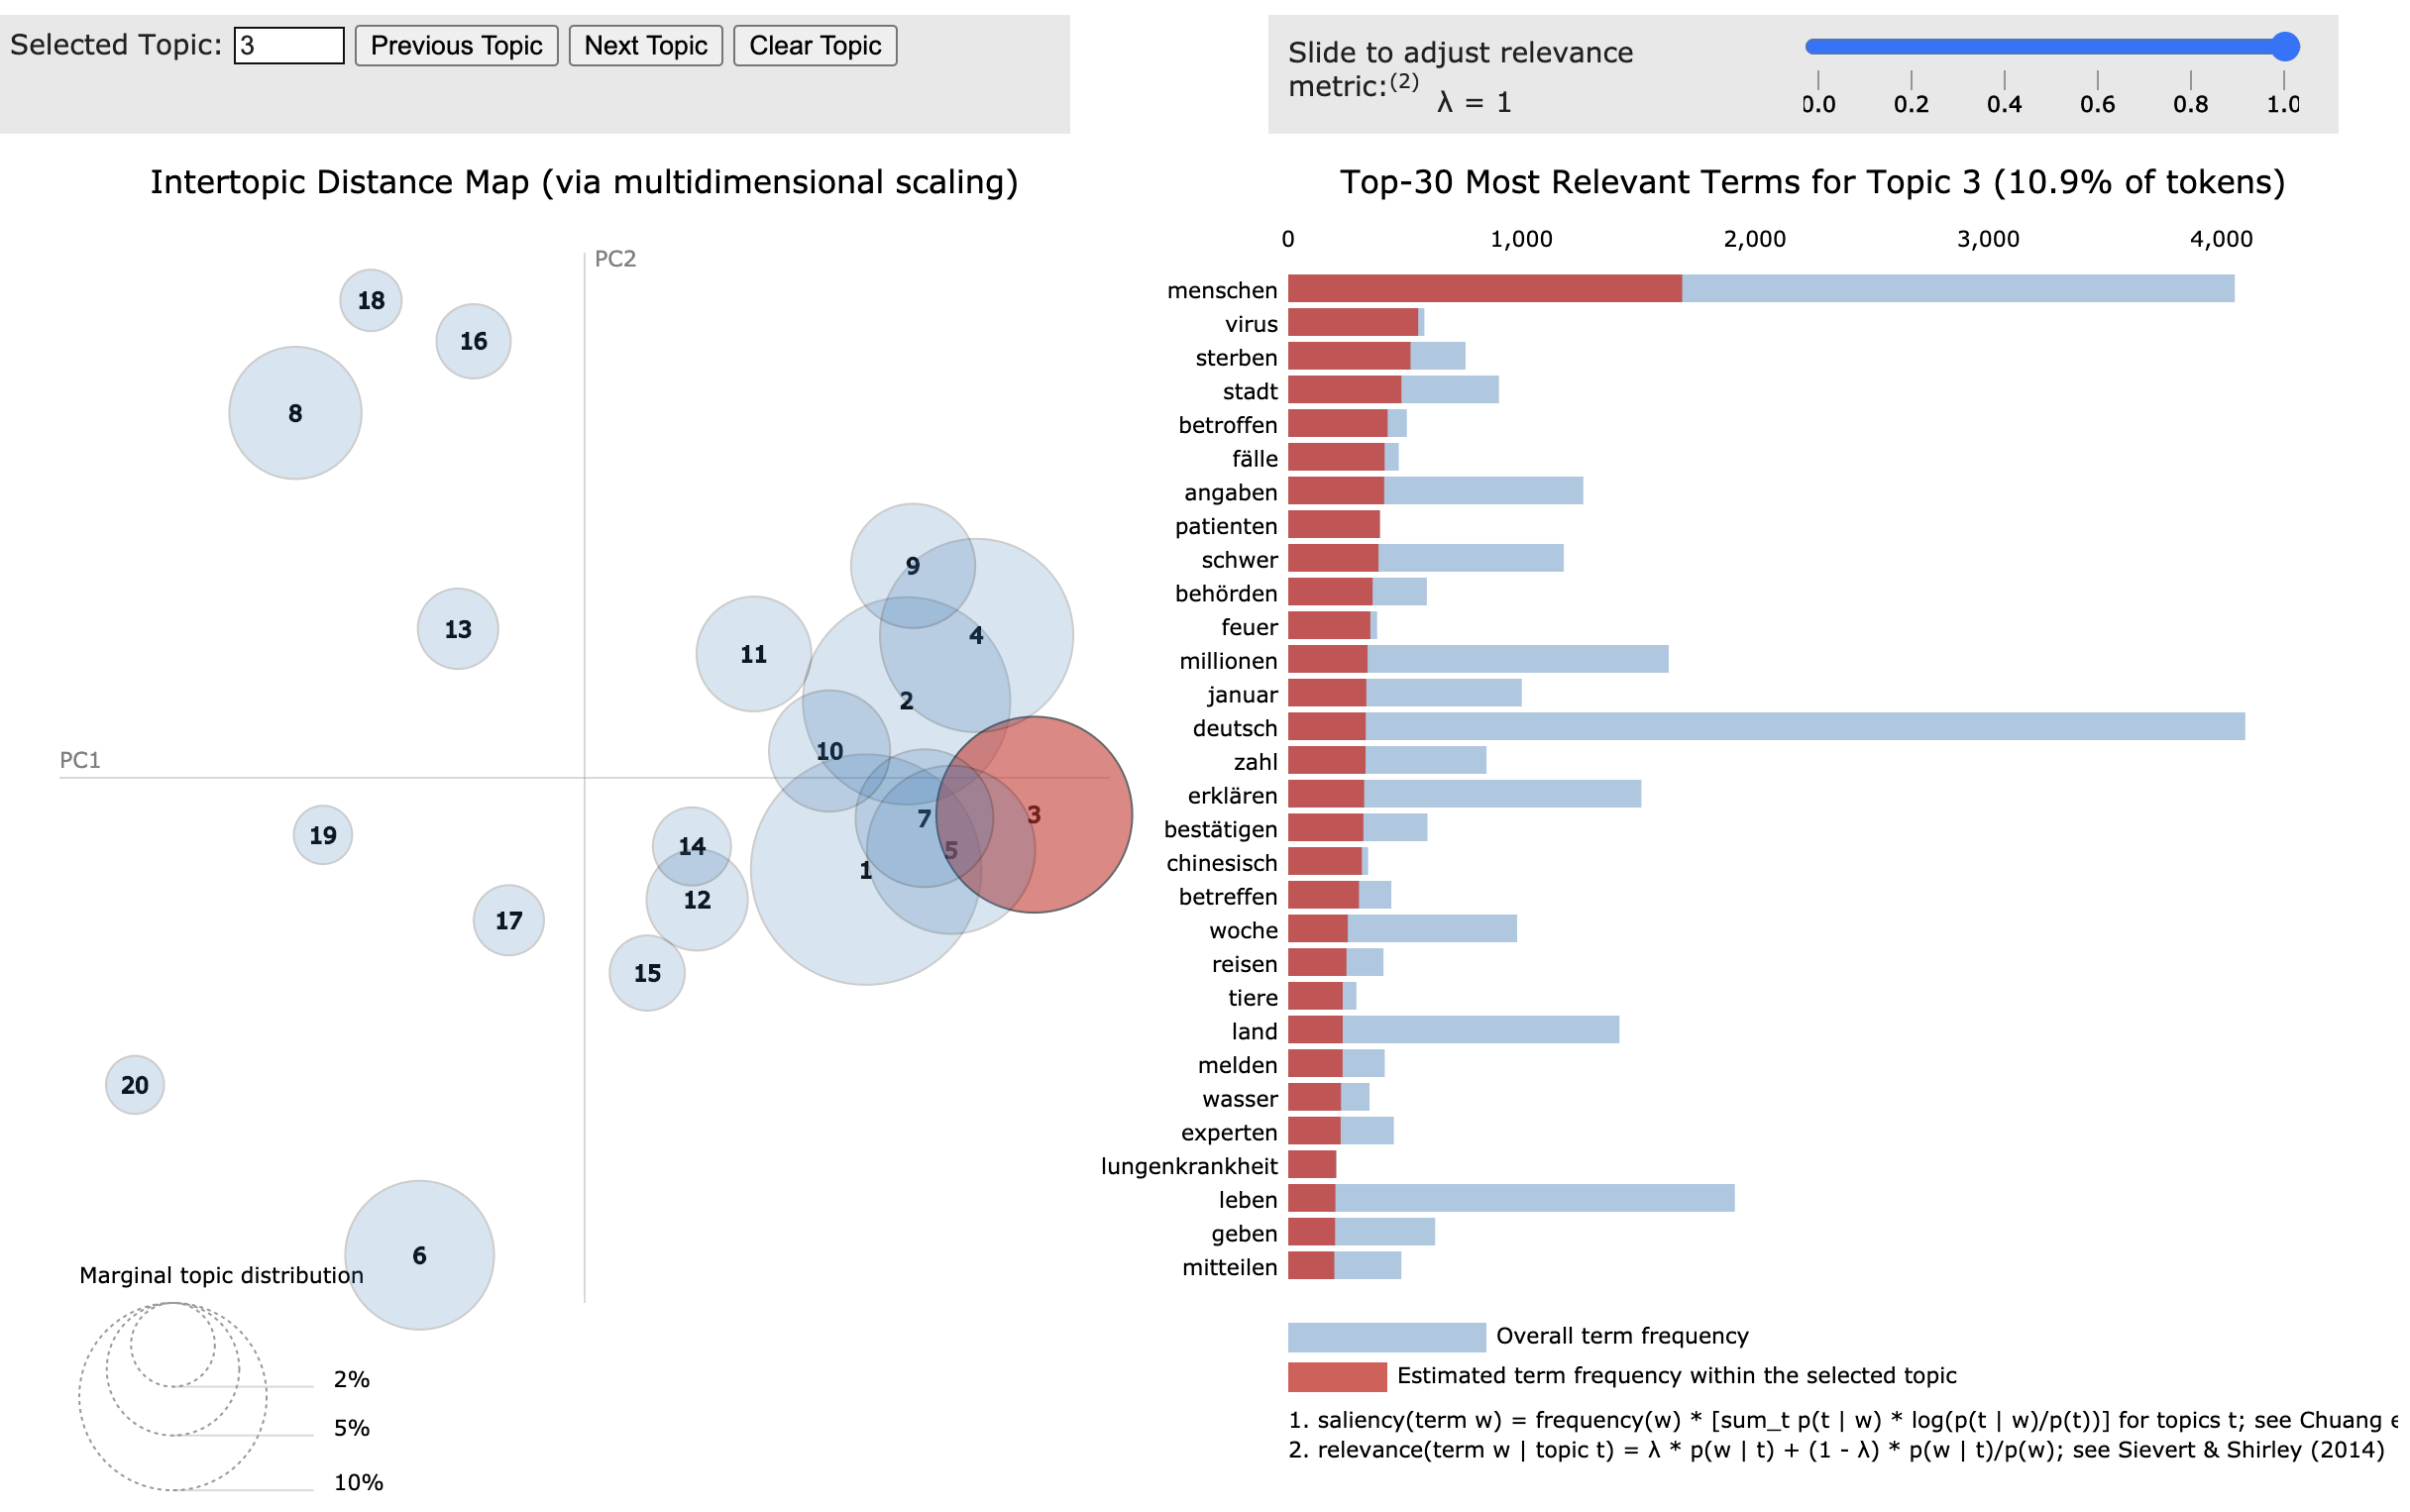 Selected Topic: 3 Previous Topic Next Topic Clear Topic
Slide to adjust relevance
metric:(2) λ = 1
0.0 0.2 0.4 0.6 0.8 1.0
Intertopic Distance Map (via multidimensional scaling)
PC2
18
16
8
9
13
4
11
2
10
PC1
3
7
19
14
5
1
12
17
15
20
6
Marginal topic distribution
2%
5%
10%
Top-30 Most Relevant Terms for Topic 3 (10.9% of tokens)
0 1,000 2,000 3,000 4,000
menschen
virus
sterben
stadt
betroffen
fälle
angaben
patienten
schwer
behörden
feuer
millionen
januar
deutsch
zahl
erklären
bestätigen
chinesisch
betreffen
woche
reisen
tiere
land
melden
wasser
experten
lungenkrankheit
leben
geben
mitteilen
Overall term frequency
Estimated term frequency within the selected topic
1. saliency(term w) = frequency(w) * [sum_t p(t | w) * log(p(t | w)/p(t))] for topics t; see Chuang
2. relevance(term w | topic t) = λ * p(w | t) + (1 - λ) * p(w | t)/p(w); see Sievert & Shirley (2014)